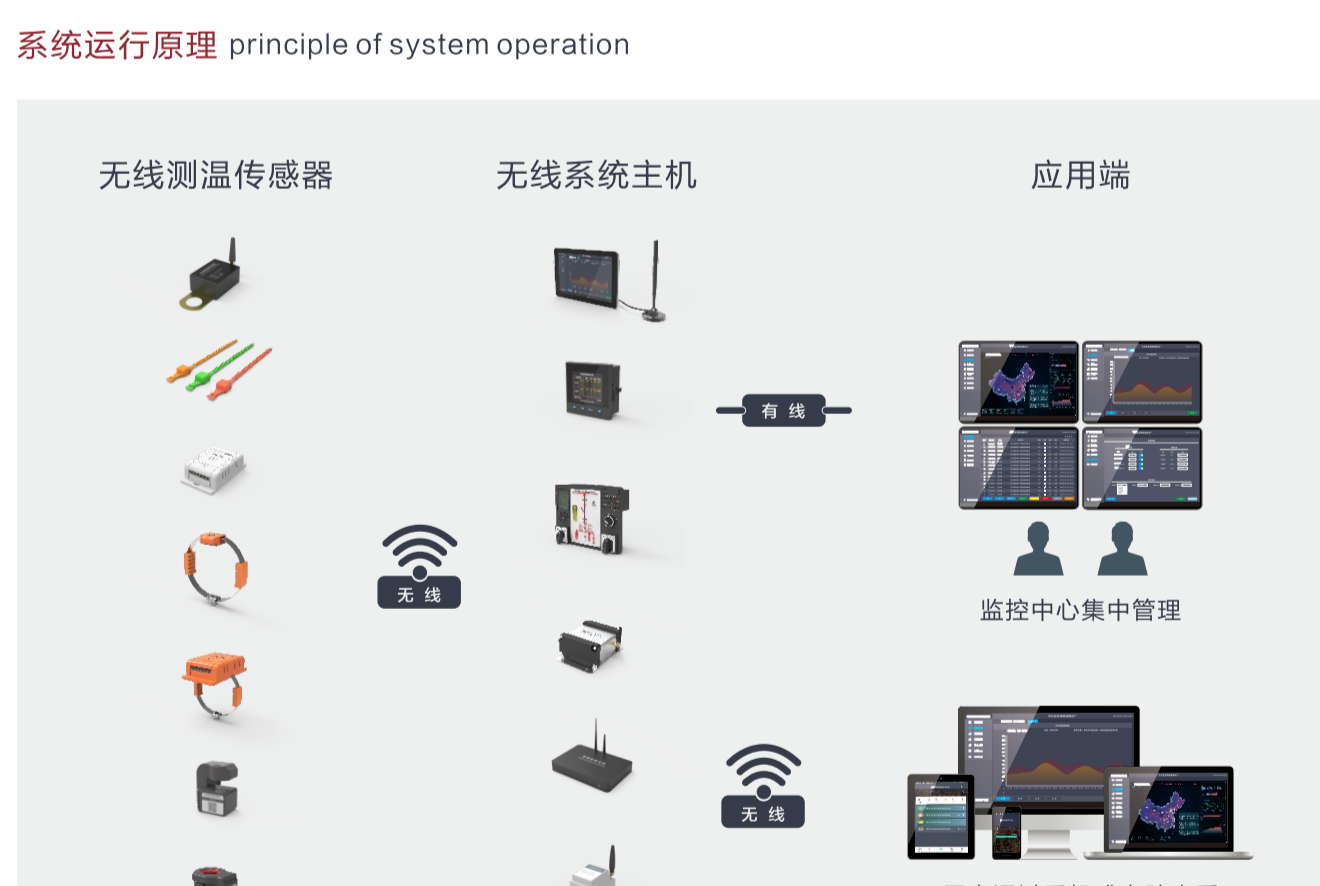 系统运行原理 principle of system operation
无线测温传感器
无线系统主机
应用端
有 线
无 线
监控中心集中管理
无 线